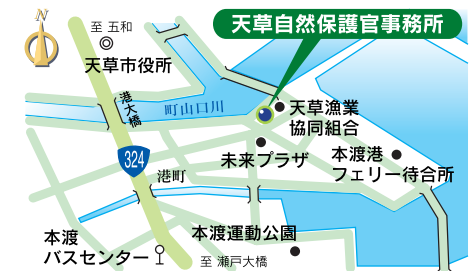 N
天草自然保護官事務所
至 五和
天草市役所
港大橋
町山口川
天草漁業
協同組合
324
未来プラザ
本渡港
フェリー待合所
港町
本渡
バスセンター
本渡運動公園
至 瀬戸大橋